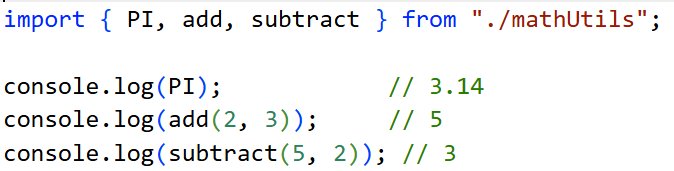 import { PI, add, subtract } from "./mathUtils";
console.log(PI);            // 3.14
console.log(add(2, 3));     // 5
console.log(subtract(5, 2)); // 3